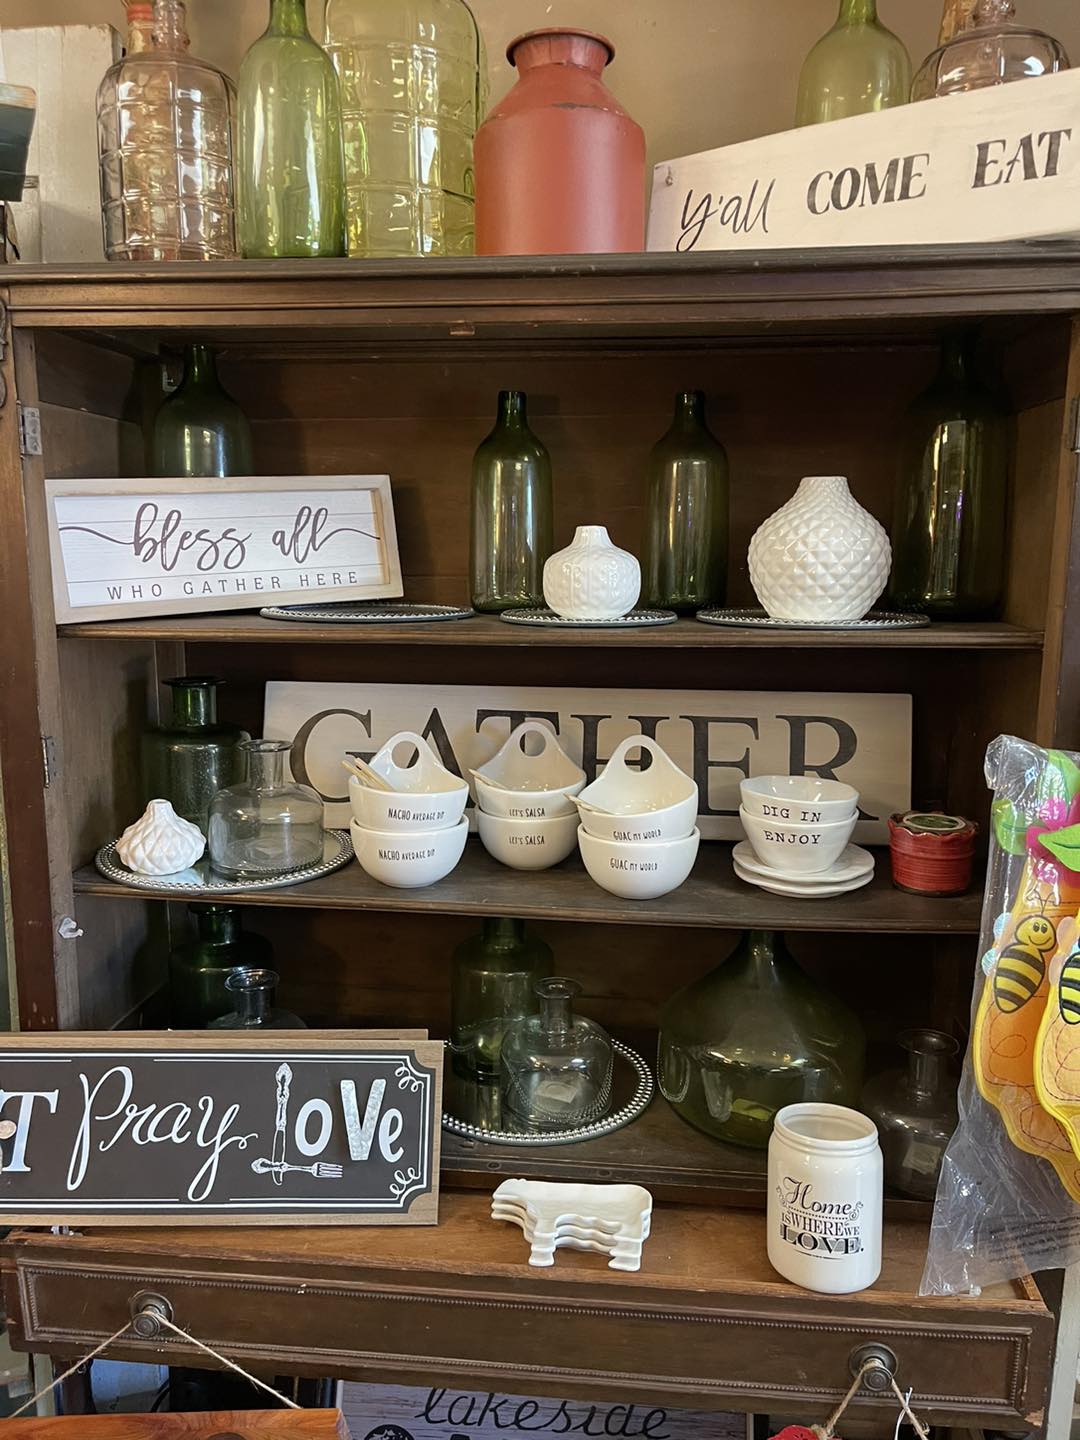 y'all COME EAT
bless all
WHO GATHER HERE
GATHER
NACHO AVERAGE DIP
NACHO AVERAGE DIP
LET'S SALSA
LET'S SALSA
GUAC MY WORLD
GUAC MY WORLD
DIG IN
ENJOY
T Pray Love
Home
IS WHERE WE
LOVE.
lakeside